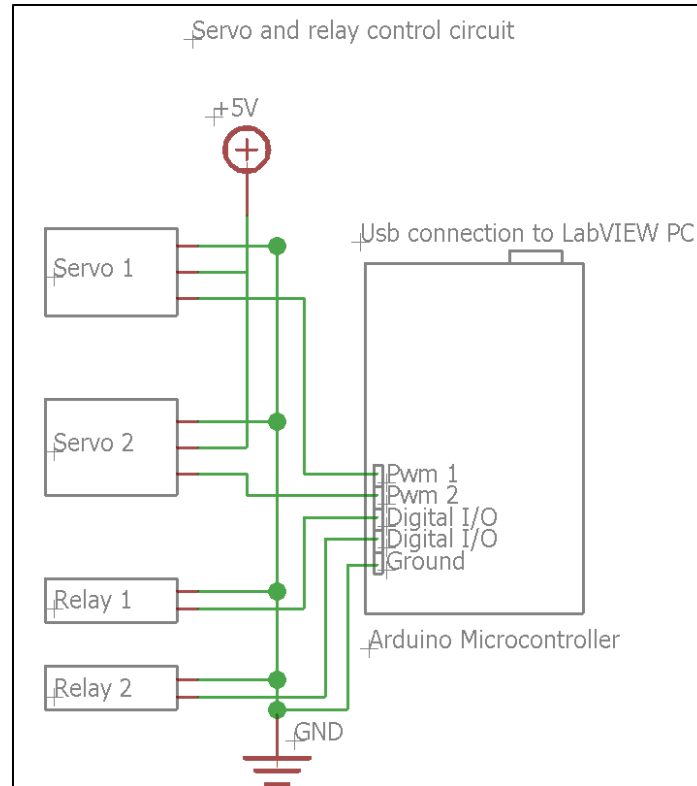 Servo and relay control circuit
+5V
Usb connection to LabVIEW PC
Servo 1
Servo 2
Pwm 1
Pwm 2
Digital I/O
Digital I/O
Ground
Relay 1
Arduino Microcontroller
Relay 2
GND